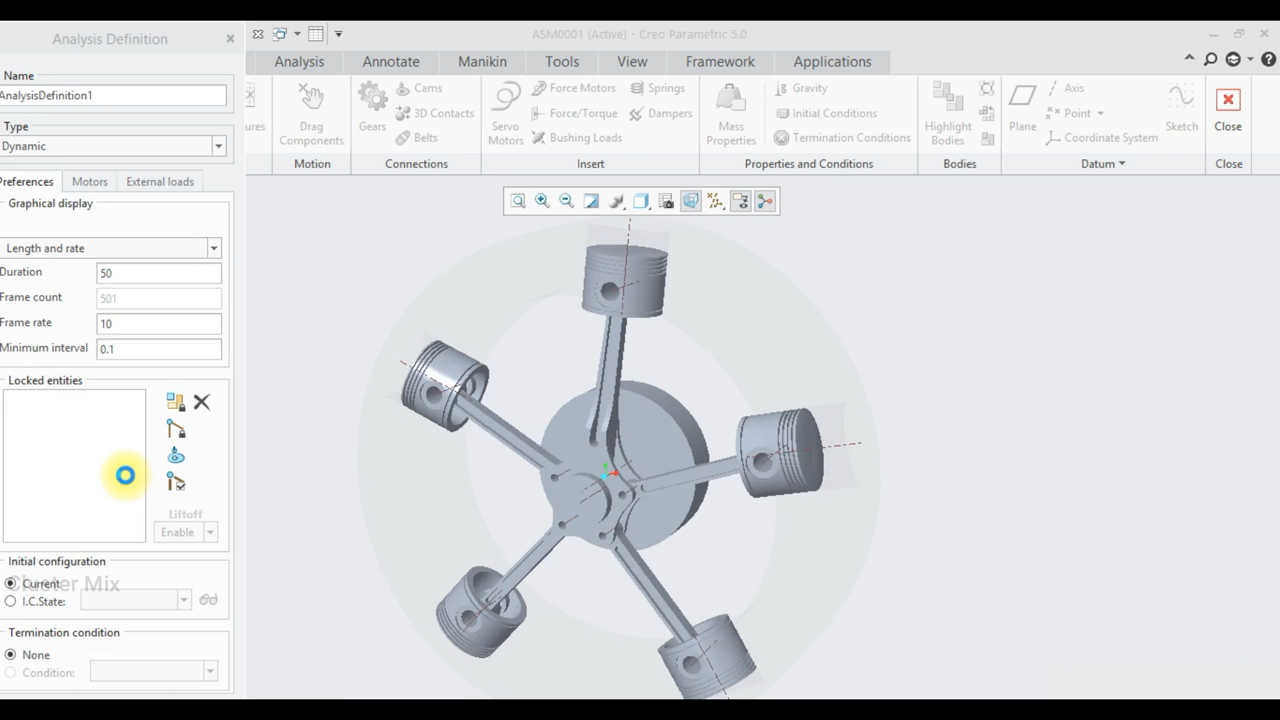 Analysis Definition
ASM0001 (Active) - Creo Parametric 5.0
Analysis Annotate Manikin Tools View Framework Applications
Name
AnalysisDefinition1
Type
Dynamic
Preferences Motors External loads
Graphical display
Length and rate
Duration 50
Frame count 501
Frame rate 10
Minimum interval 0.1
Locked entities
Liftoff
Enable
Initial configuration
Current
I.C.State:
Termination condition
None
Condition:
Cluster Mix
ures
Drag Components
Motion
Gears
Cams
3D Contacts
Belts
Connections
Servo Motors
Force Motors
Force/Torque
Bushing Loads
Springs
Dampers
Insert
Mass Properties
Gravity
Initial Conditions
Termination Conditions
Properties and Conditions
Highlight Bodies
Bodies
Plane
Axis
Point
Coordinate System
Sketch
Datum
Close
Close